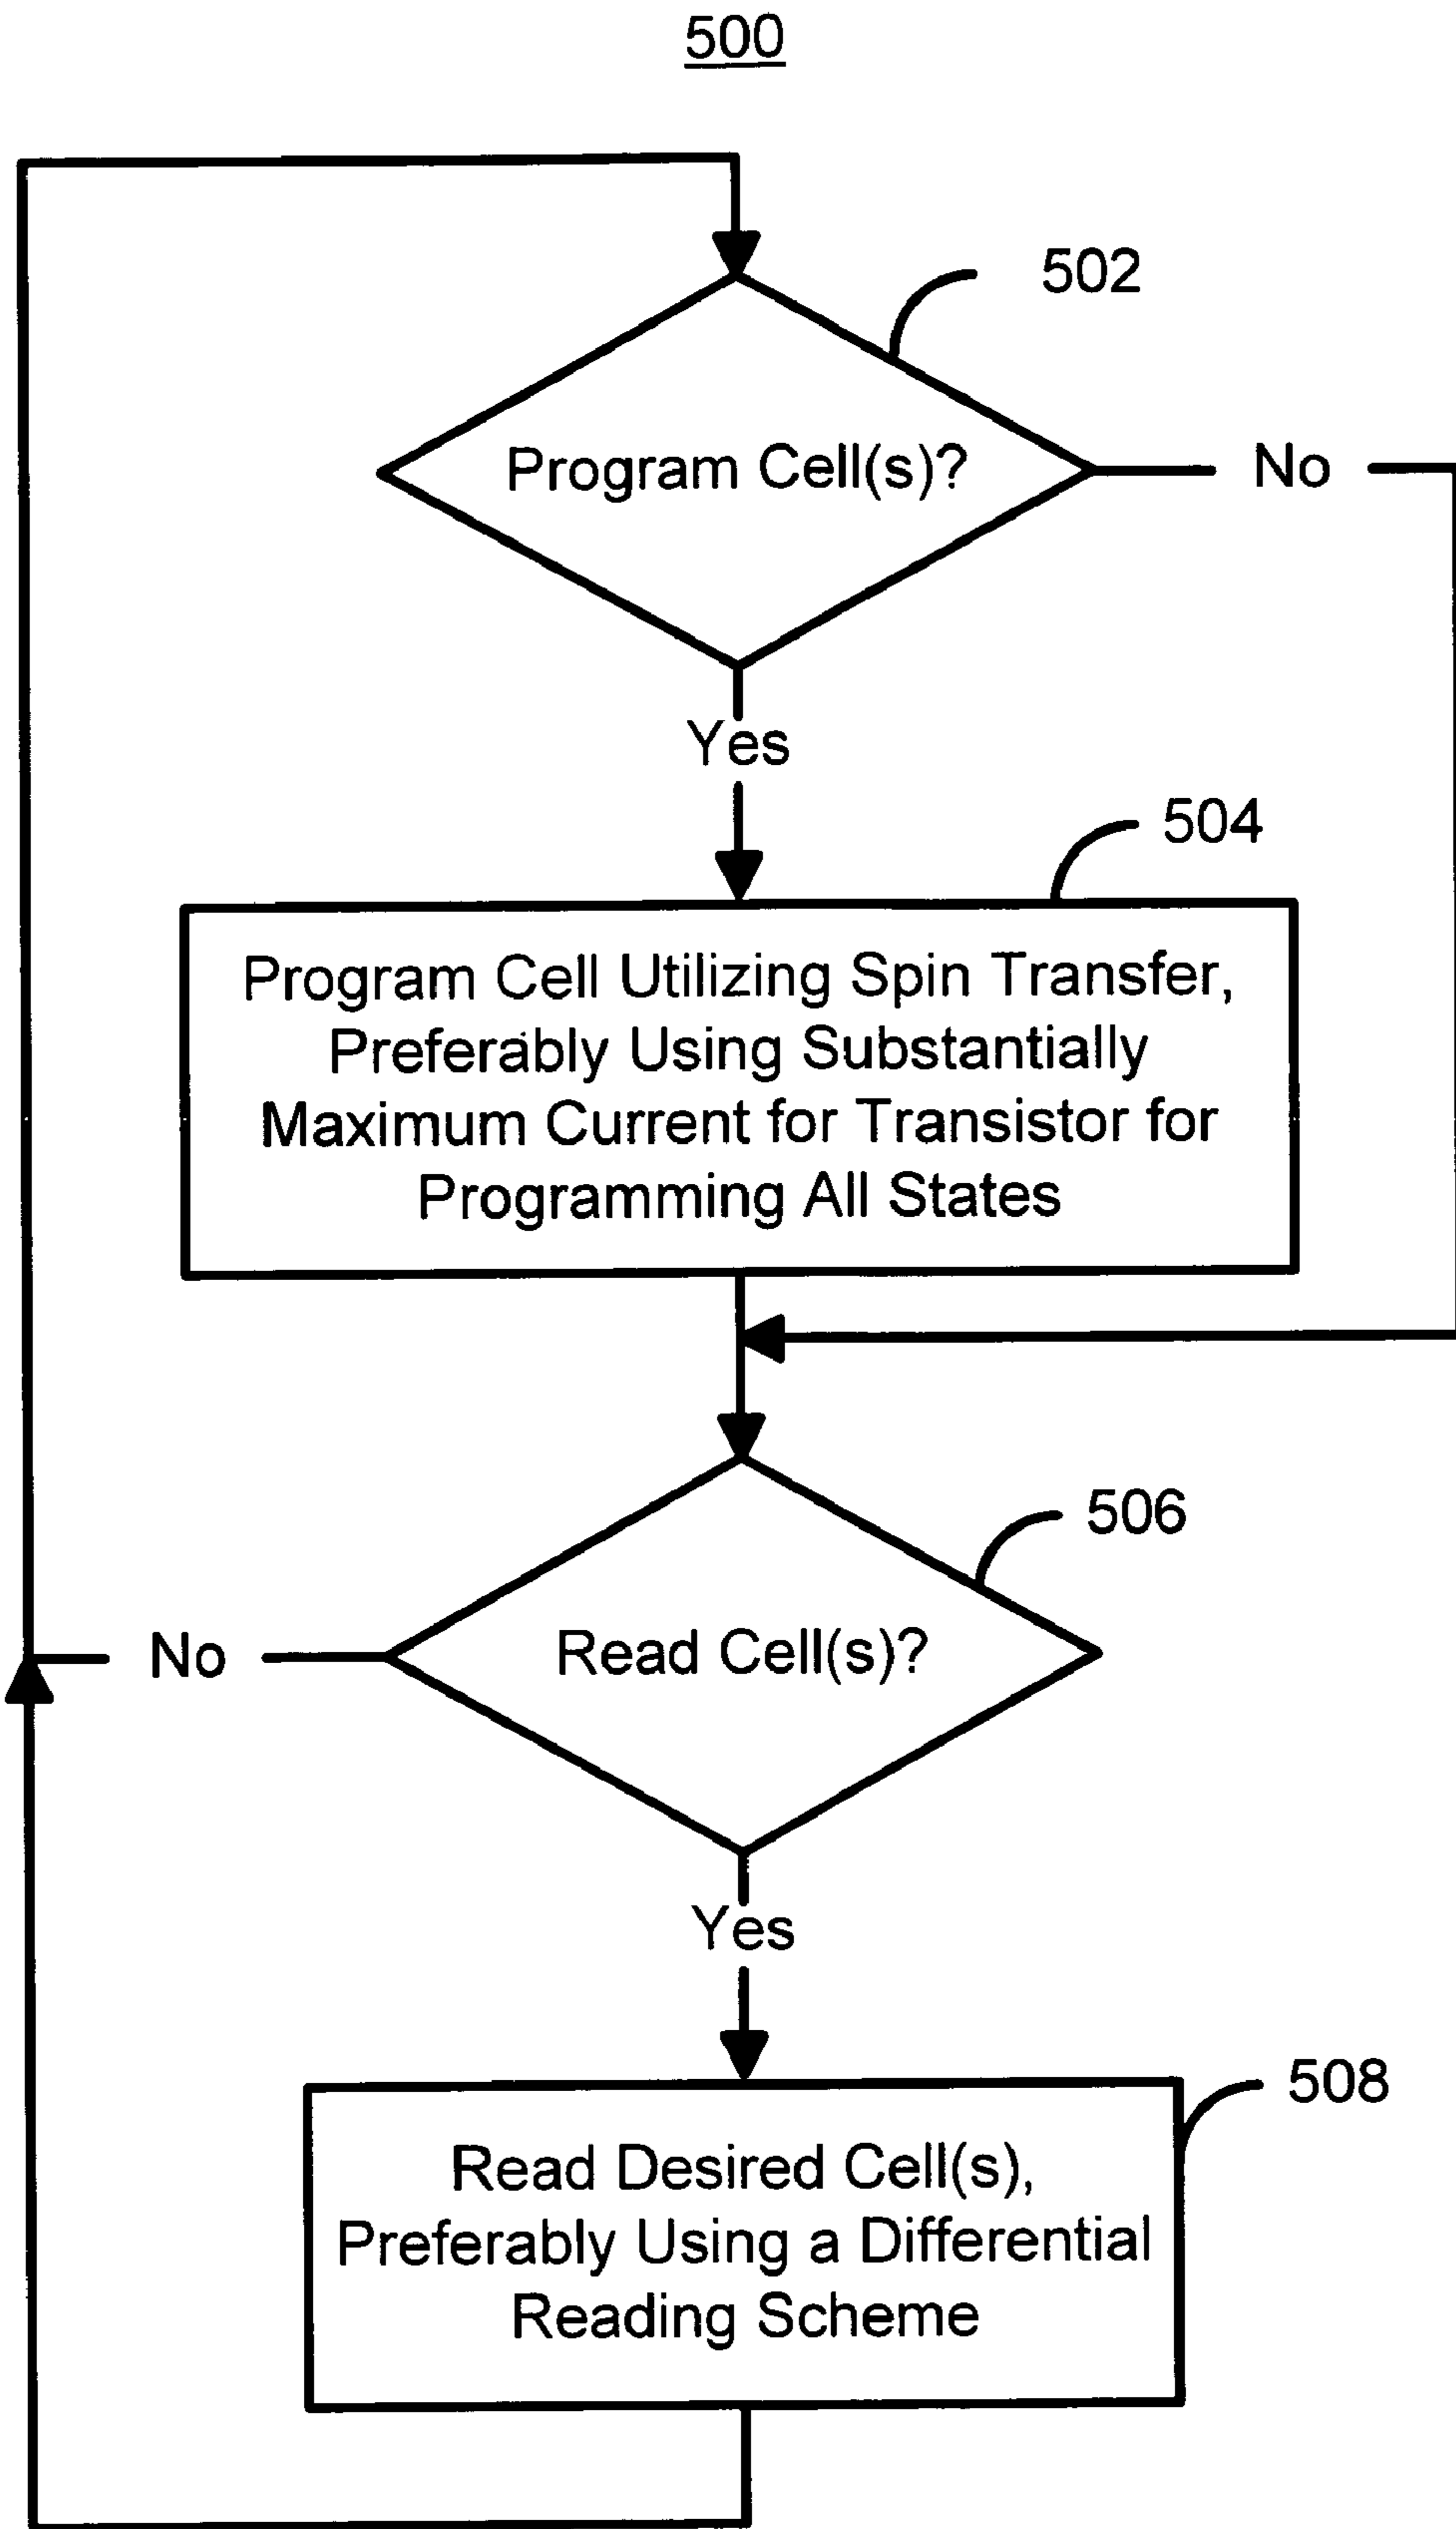 500
502
Program Cell(s)?
No
Yes
504
Program Cell Utilizing Spin Transfer,
Preferably Using Substantially
Maximum Current for Transistor for
Programming All States
506
Read Cell(s)?
No
Yes
508
Read Desired Cell(s),
Preferably Using a Differential
Reading Scheme